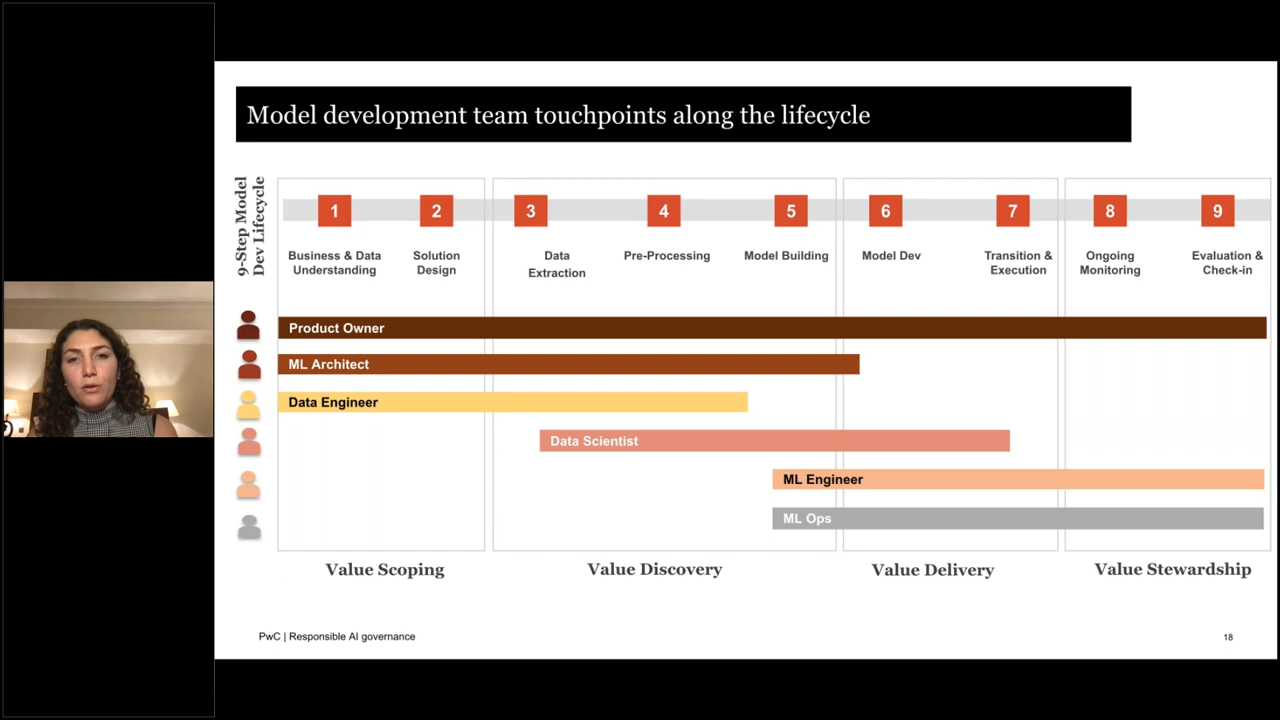 Model development team touchpoints along the lifecycle
9-Step Model
Dev Lifecycle
1
2
3
4
5
6
7
8
9
Business & Data
Understanding
Solution
Design
Data
Extraction
Pre-Processing
Model Building
Model Dev
Transition &
Execution
Ongoing
Monitoring
Evaluation &
Check-in
Product Owner
ML Architect
Data Engineer
Data Scientist
ML Engineer
ML Ops
Value Scoping
Value Discovery
Value Delivery
Value Stewardship
PwC | Responsible AI governance
18